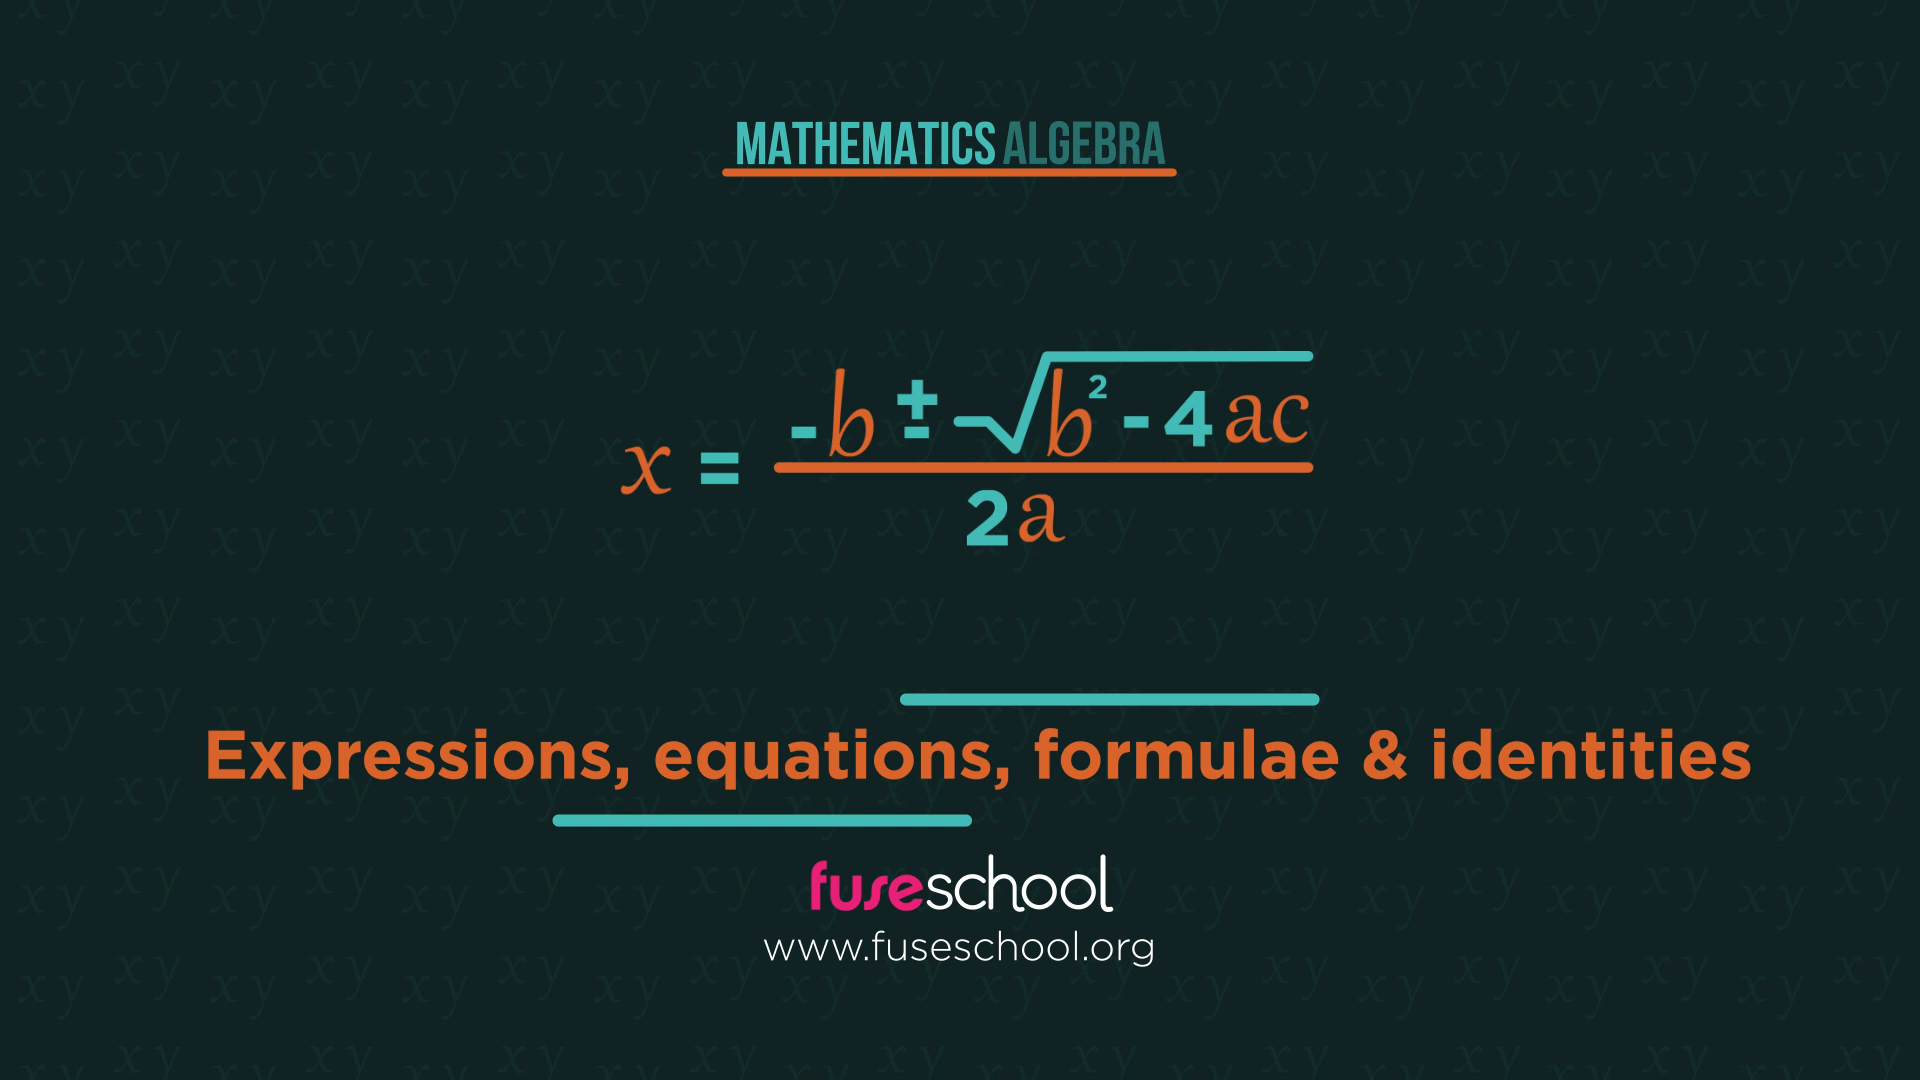 MATHEMATICS ALGEBRA
x = -b ± √b² - 4ac
2a
Expressions, equations, formulae & identities
fuseschool
www.fuseschool.org